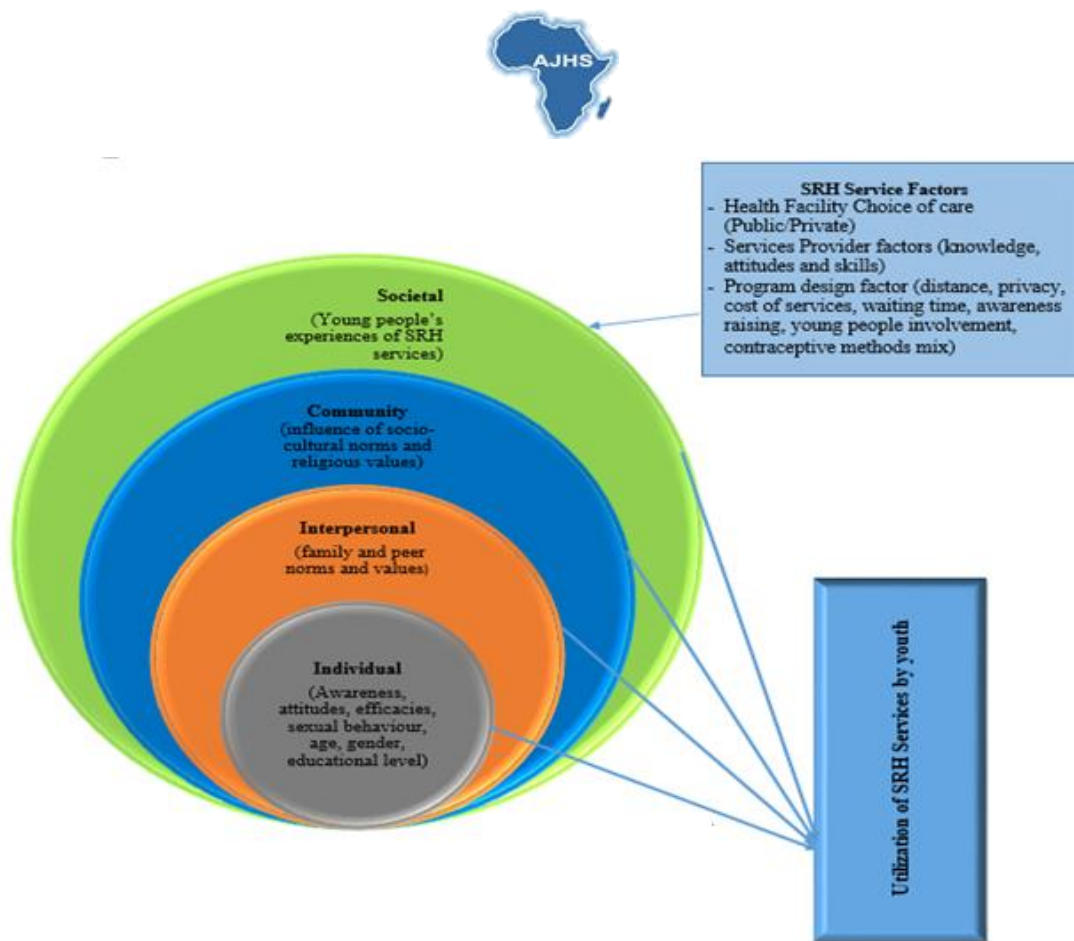 AJHS
SRH Service Factors
- Health Facility Choice of care
(Public/Private)
- Services Provider factors (knowledge,
attitudes and skills)
- Program design factor (distance, privacy,
cost of services, waiting time, awareness
raising, young people involvement,
contraceptive methods mix)
Societal
(Young people's
experiences of SRH
services)
Community
(influence of socio-
cultural norms and
religious values)
Interpersonal
(family and peer
norms and values)
Individual
(Awareness,
attitudes, efficacies,
sexual behaviour,
age, gender,
educational level)
Utilization of SRH Services by youth